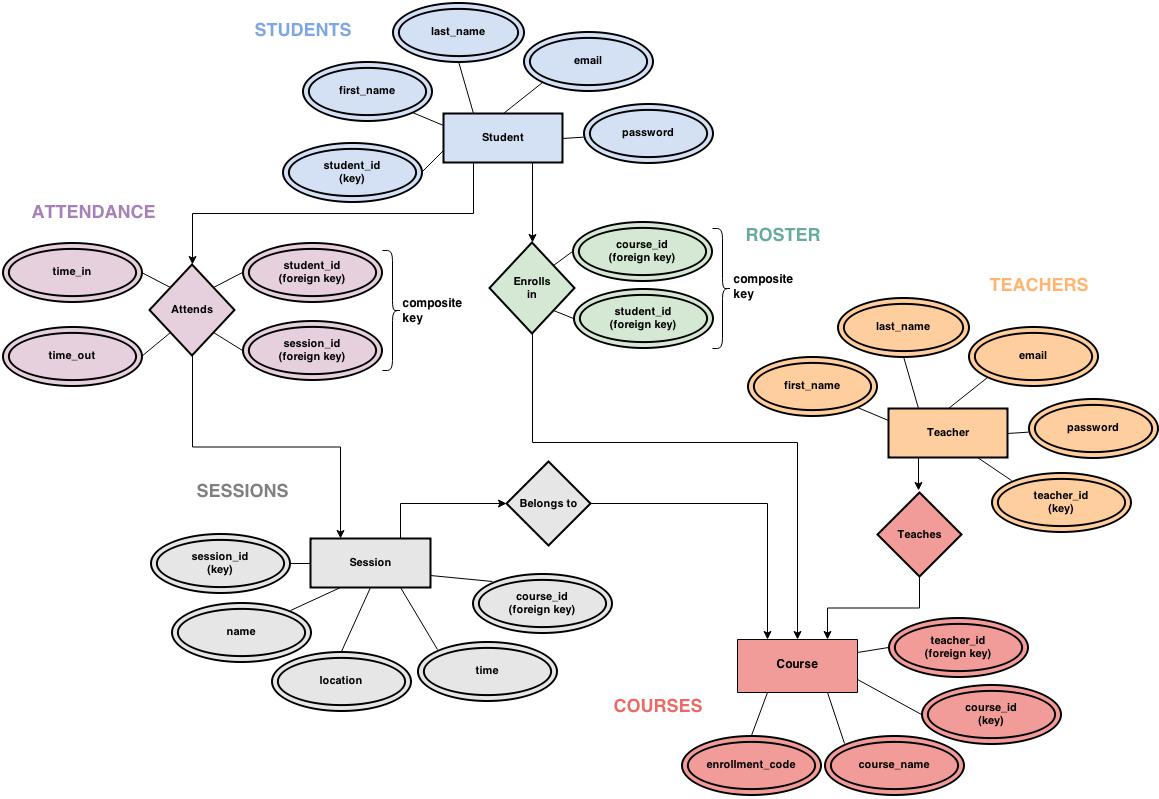 STUDENTS
last_name
email
first_name
Student
password
student_id
(key)
ATTENDANCE
time_in
student_id
(foreign key)
Attends
composite
key
time_out
session_id
(foreign key)
ROSTER
course_id
(foreign key)
Enrolls
in
composite
key
student_id
(foreign key)
TEACHERS
last_name
email
first_name
Teacher
password
teacher_id
(key)
Teaches
SESSIONS
Belongs to
session_id
(key)
Session
course_id
(foreign key)
name
location
time
Course
teacher_id
(foreign key)
course_id
(key)
COURSES
enrollment_code
course_name